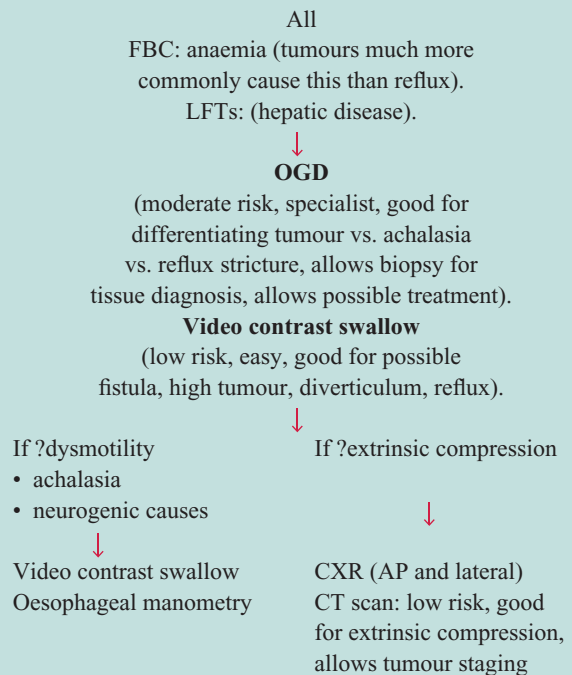 All
FBC: anaemia (tumours much more
commonly cause this than reflux).
LFTs: (hepatic disease).
OGD
(moderate risk, specialist, good for
differentiating tumour vs. achalasia
vs. reflux stricture, allows biopsy for
tissue diagnosis, allows possible treatment).
Video contrast swallow
(low risk, easy, good for possible
fistula, high tumour, diverticulum, reflux).
If ?dysmotility
• achalasia
• neurogenic causes
Video contrast swallow
Oesophageal manometry
If ?extrinsic compression
CXR (AP and lateral)
CT scan: low risk, good
for extrinsic compression,
allows tumour staging